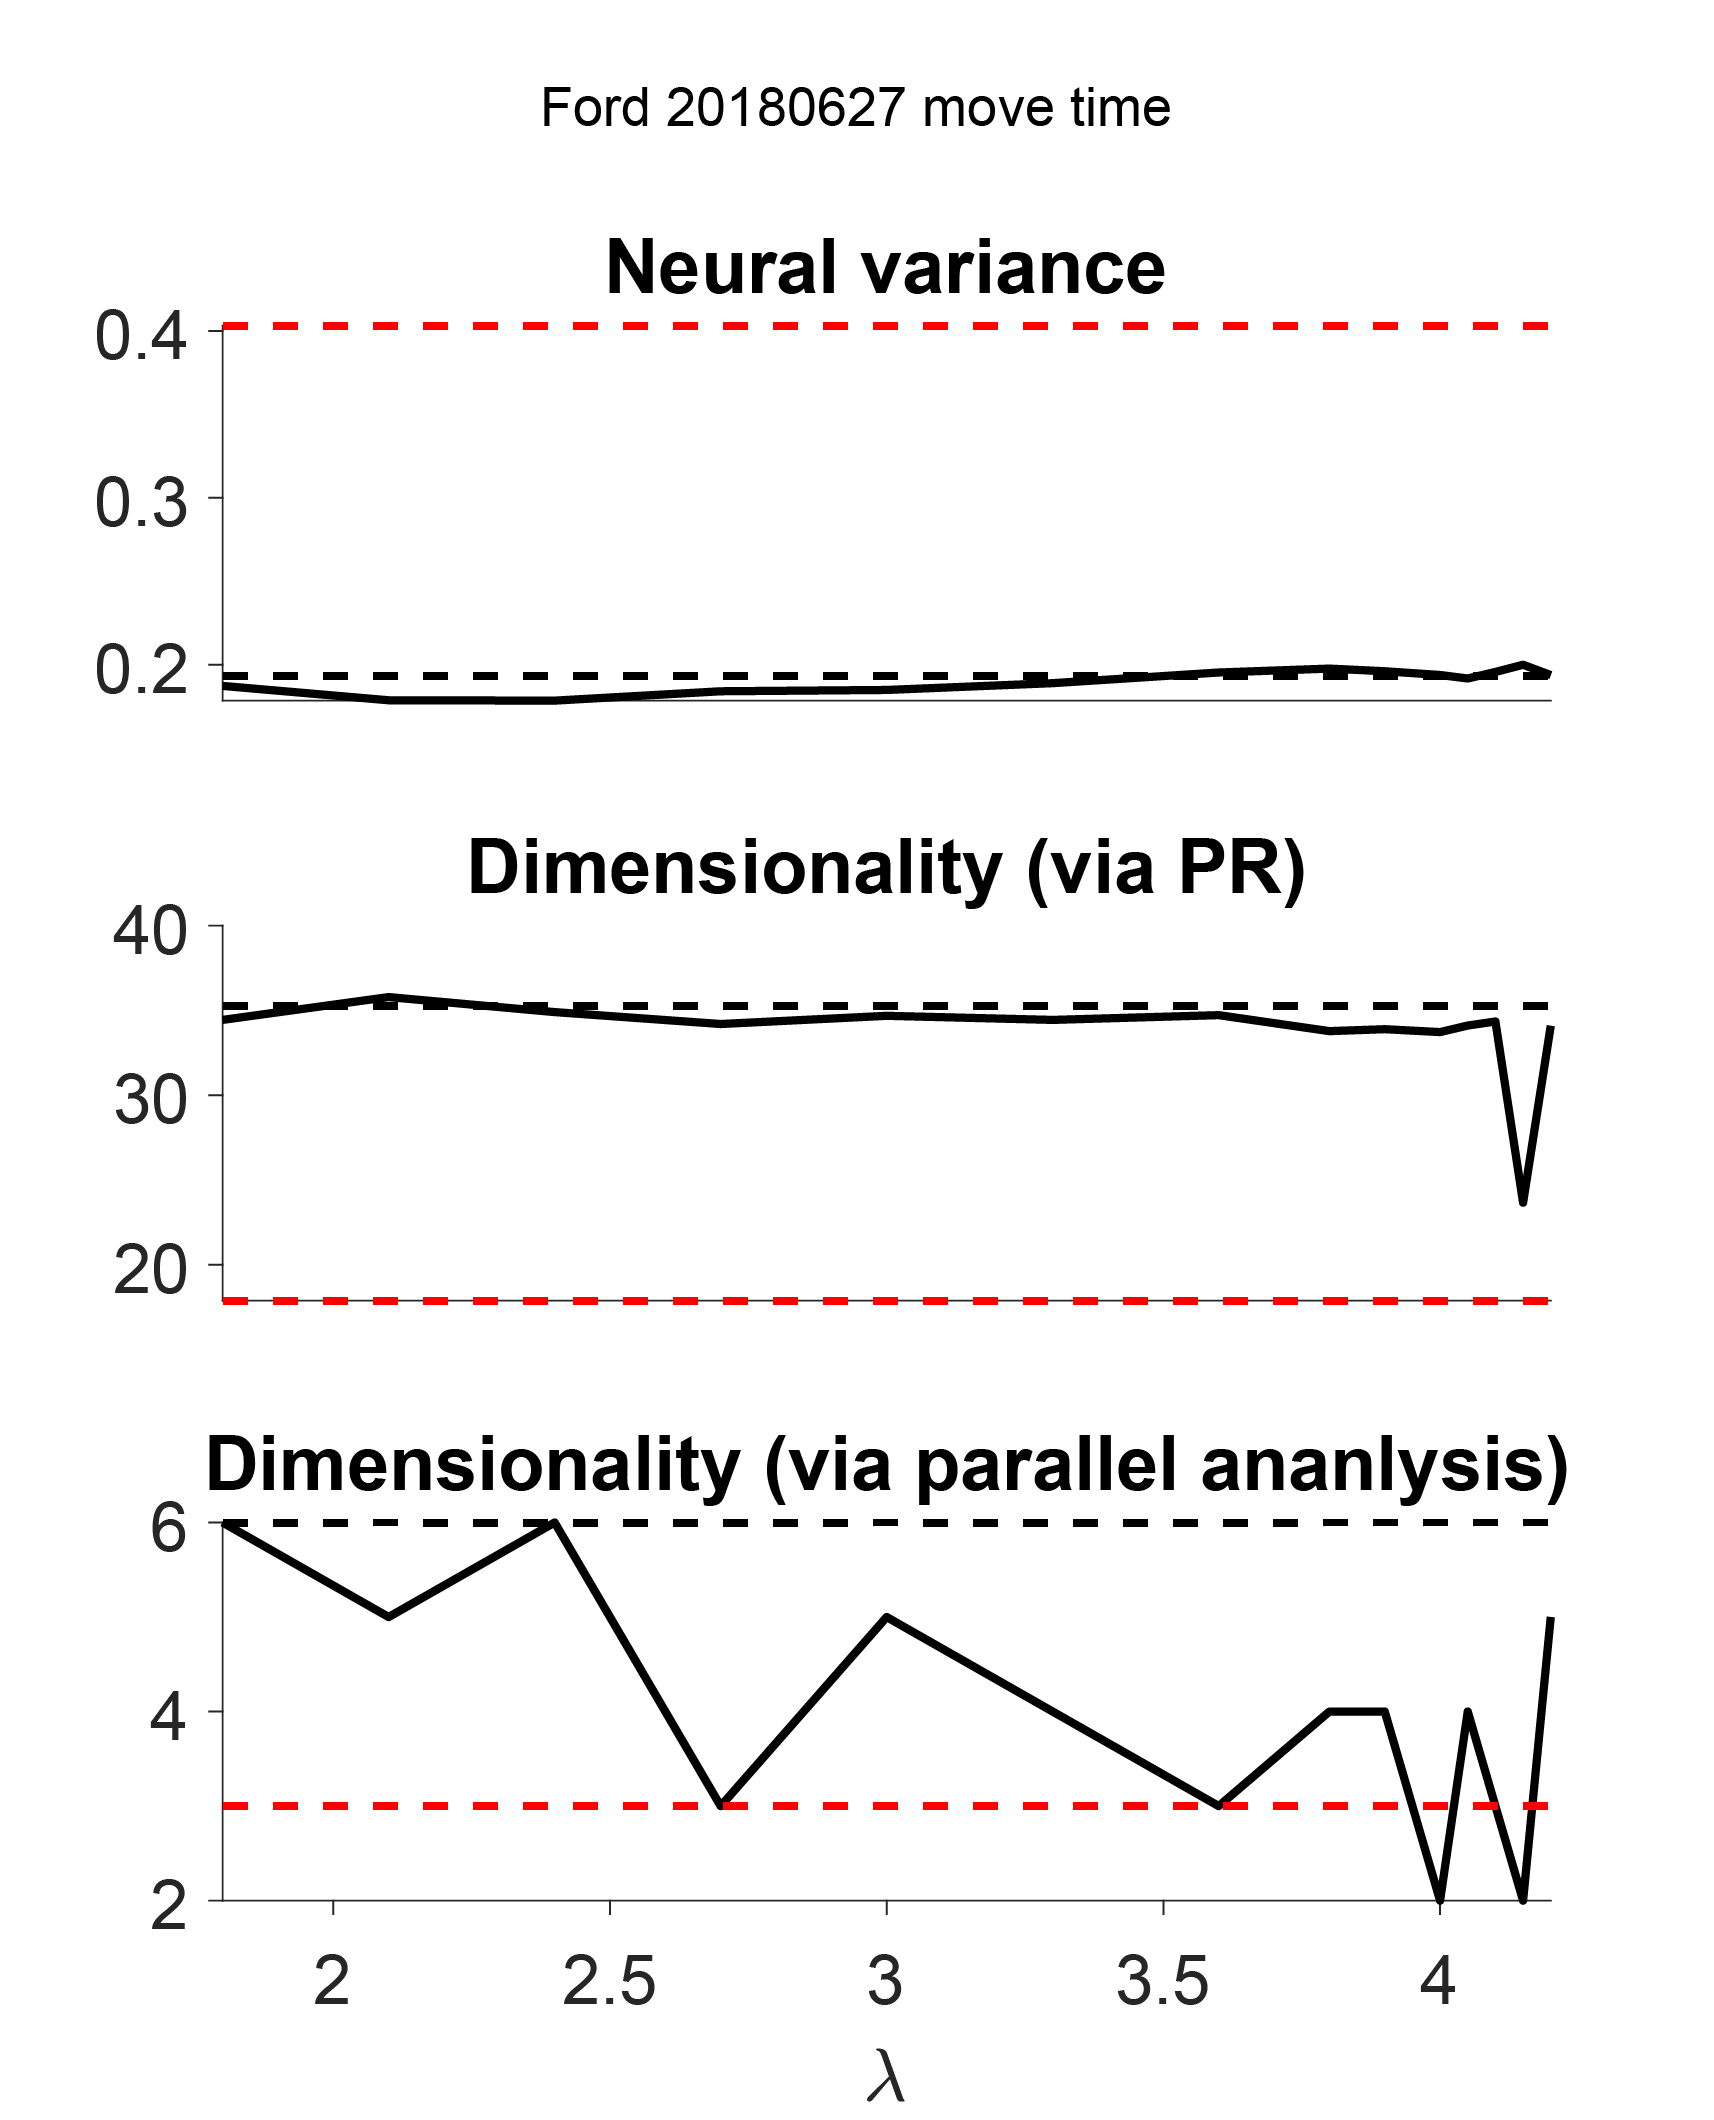 Ford 20180627 move time
Neural variance
0.4
0.3
0.2
Dimensionality (via PR)
40
30
20
Dimensionality (via parallel ananlysis)
6
4
2
2 2.5 3 3.5 4
λ